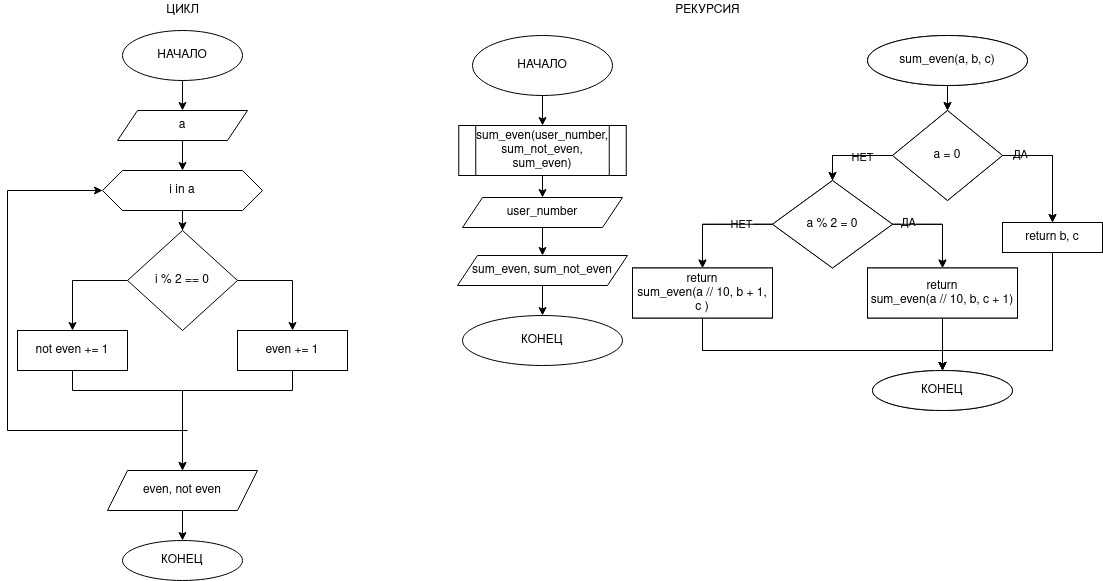 ЦИКЛ
НАЧАЛО
a
i in a
i % 2 == 0
not even += 1
even += 1
even, not even
КОНЕЦ
РЕКУРСИЯ
НАЧАЛО
sum_even(user_number,
sum_not_even,
sum_even)
user_number
sum_even, sum_not_even
КОНЕЦ
sum_even(a, b, c)
a = 0
НЕТ
ДА
a % 2 = 0
return b, c
НЕТ
ДА
return
sum_even(a // 10, b + 1,
c )
return
sum_even(a // 10, b, c + 1)
КОНЕЦ